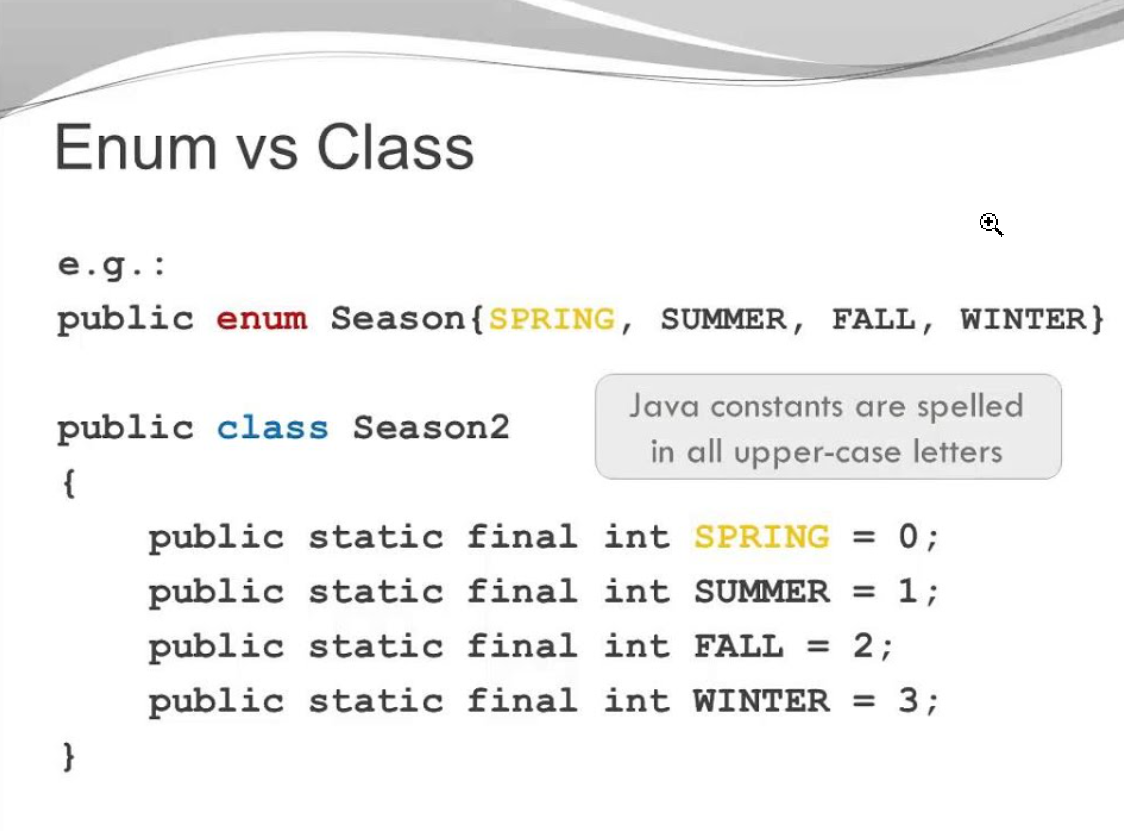 Enum vs Class
e.g.:
public enum Season{SPRING, SUMMER, FALL, WINTER}
public class Season2
Java constants are spelled
in all upper-case letters
{
public static final int SPRING = 0;
public static final int SUMMER = 1;
public static final int FALL = 2;
public static final int WINTER = 3;
}